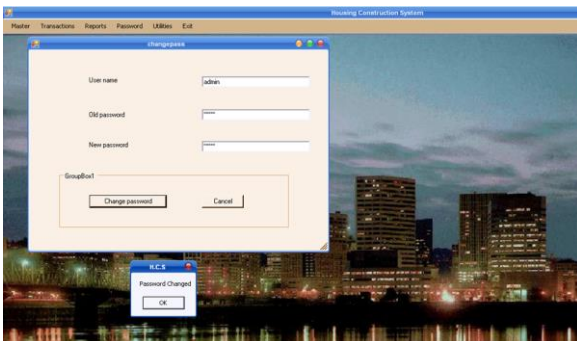 Housing Construction System
Master Transactions Reports Password Utilities Exit
changepass
User name admin
Old password *****
New password *****
GroupBox1
Change password Cancel
H.C.S
Password Changed
OK